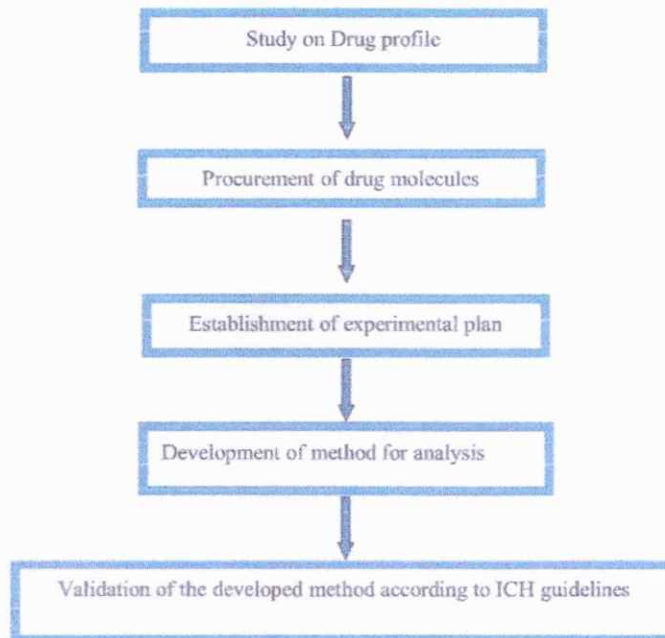 Study on Drug profile
Procurement of drug molecules
Establishment of experimental plan
Development of method for analysis
Validation of the developed method according to ICH guidelines